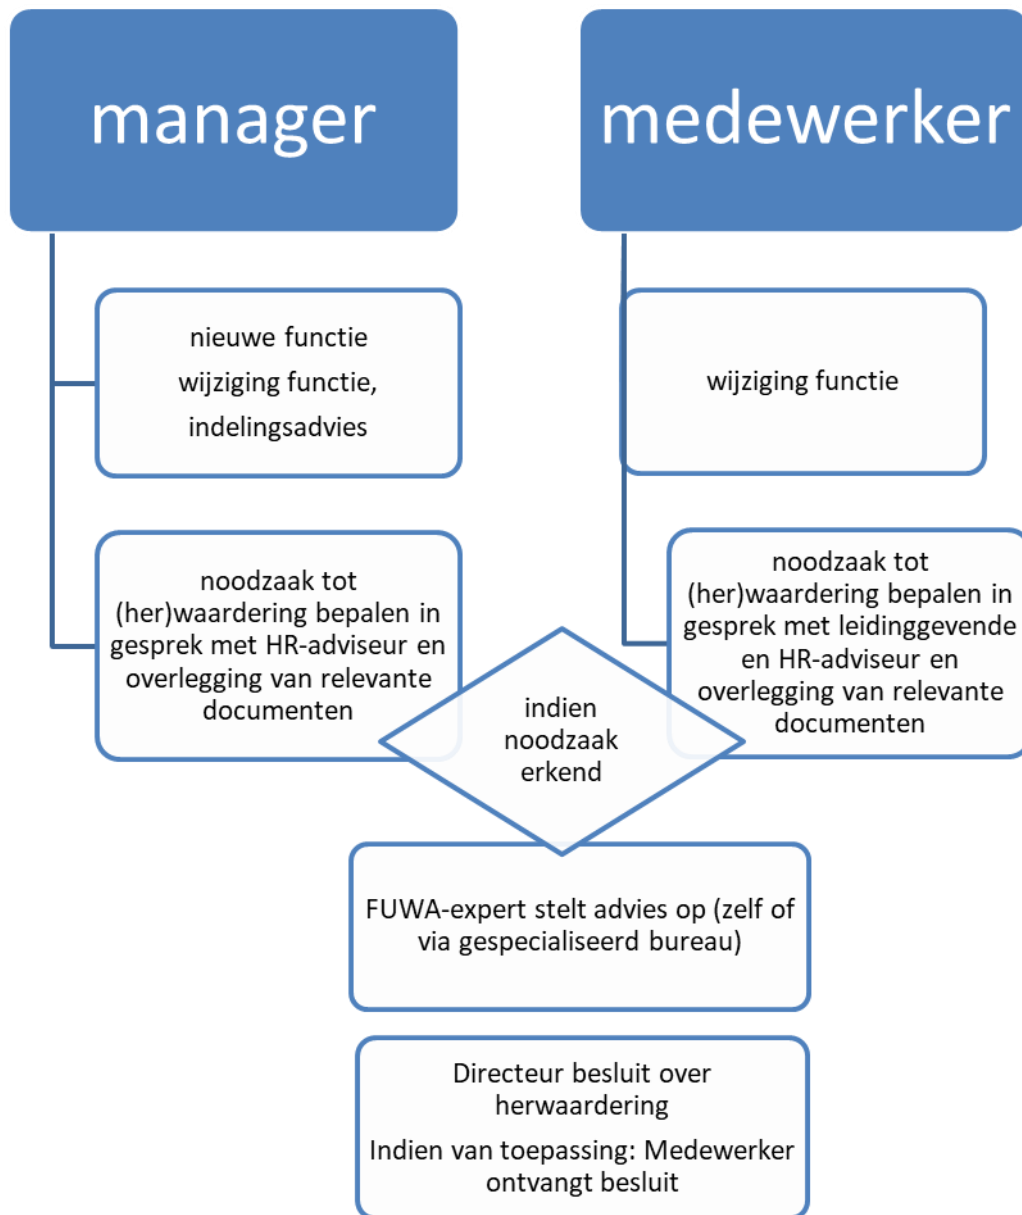 manager
medewerker
nieuwe functie
wijziging functie,
indelingsadvies
wijziging functie
noodzaak tot
(her)waardering bepalen in
gesprek met HR-adviseur en
overlegging van relevante
documenten
noodzaak tot
(her)waardering bepalen in
gesprek met leidinggevende
en HR-adviseur en
overlegging van relevante
documenten
indien
noodzaak
erkend
FUWA-expert stelt advies op (zelf of
via gespecialiseerd bureau)
Directeur besluit over
herwaardering
Indien van toepassing: Medewerker
ontvangt besluit